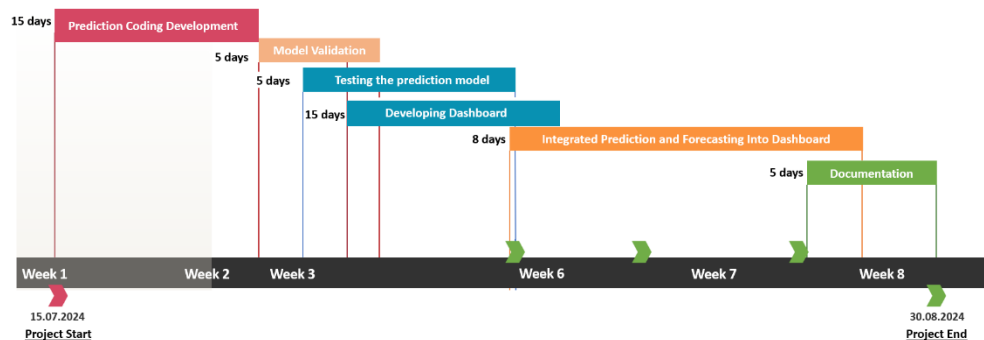 15 days
Prediction Coding Development
5 days
Model Validation
5 days
Testing the prediction model
15 days
Developing Dashboard
8 days
Integrated Prediction and Forecasting Into Dashboard
5 days
Documentation
Week 1
Week 2
Week 3
Week 6
Week 7
Week 8
15.07.2024
Project Start
30.08.2024
Project End